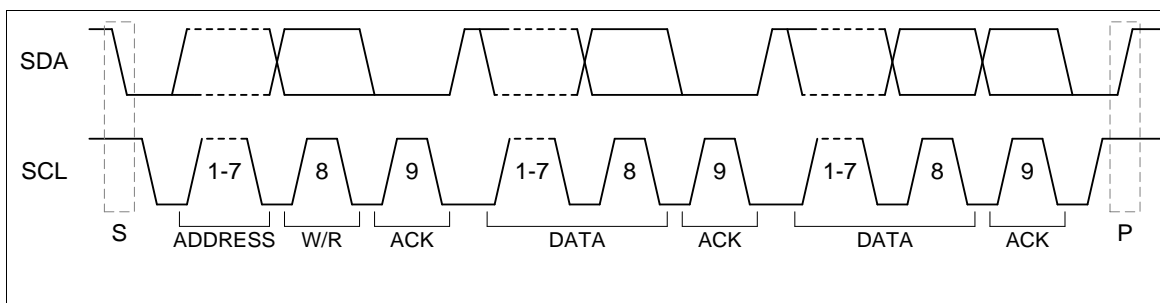 SDA
SCL
1-7 8 9 1-7 8 9 1-7 8 9
S ADDRESS W/R ACK DATA ACK DATA ACK P